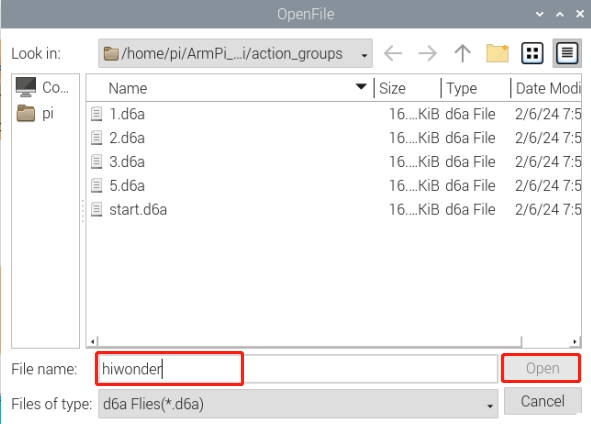 OpenFile
Look in: /home/pi/ArmPi_...i/action_groups
Co...
pi
Name Size Type Date Modi
1.d6a 16....KiB d6a File 2/6/24 7:5
2.d6a 16....KiB d6a File 2/6/24 7:5
3.d6a 16....KiB d6a File 2/6/24 7:5
5.d6a 16....KiB d6a File 2/6/24 7:5
start.d6a 16....KiB d6a File 2/6/24 7:5
File name: hiwonder Open
Files of type: d6a Flies(*.d6a) Cancel